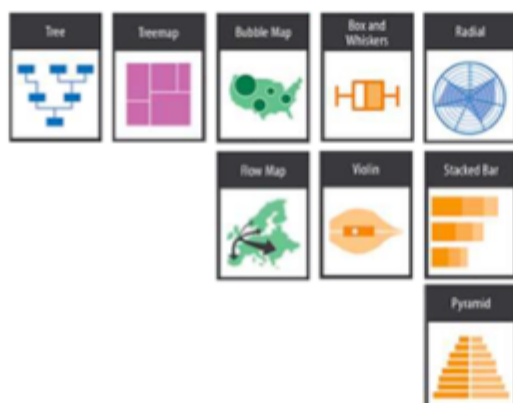 Tree
Treemap
Bubble Map
Box and
Whiskers
Radial
Flow Map
Violin
Stacked Bar
Pyramid